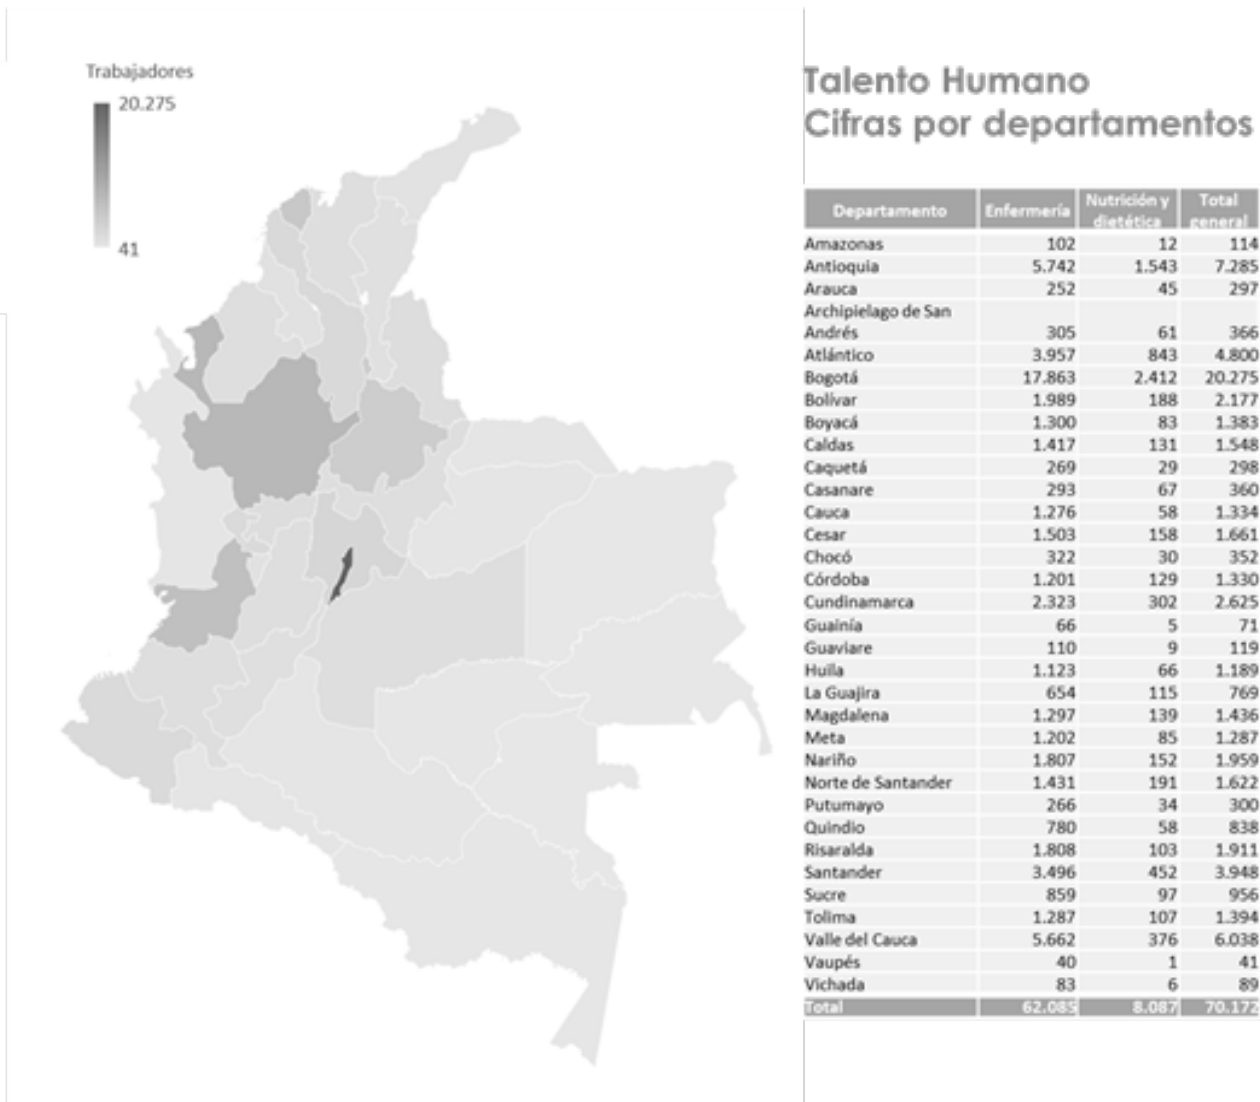 Trabajadores
20.275
41
Talento Humano
Cifras por departamentos
Departamento Enfermería Nutrición y dietética Total general
Amazonas 102 12 114
Antioquia 5.742 1.543 7.285
Arauca 252 45 297
Archipielago de San
Andrés 305 61 366
Atlántico 3.957 843 4.800
Bogotá 17.863 2.412 20.275
Bolívar 1.989 188 2.177
Boyacá 1.300 83 1.383
Caldas 1.417 131 1.548
Caquetá 269 29 298
Casanare 293 67 360
Cauca 1.276 58 1.334
Cesar 1.503 158 1.661
Chocó 322 30 352
Córdoba 1.201 129 1.330
Cundinamarca 2.323 302 2.625
Guainía 66 5 71
Guaviare 110 9 119
Huila 1.123 66 1.189
La Guajira 654 115 769
Magdalena 1.297 139 1.436
Meta 1.202 85 1.287
Nariño 1.807 152 1.959
Norte de Santander 1.431 191 1.622
Putumayo 266 34 300
Quindio 780 58 838
Risaralda 1.808 103 1.911
Santander 3.496 452 3.948
Sucre 859 97 956
Tolima 1.287 107 1.394
Valle del Cauca 5.662 376 6.038
Vaupés 40 1 41
Vichada 83 6 89
Total 62.085 8.087 70.172